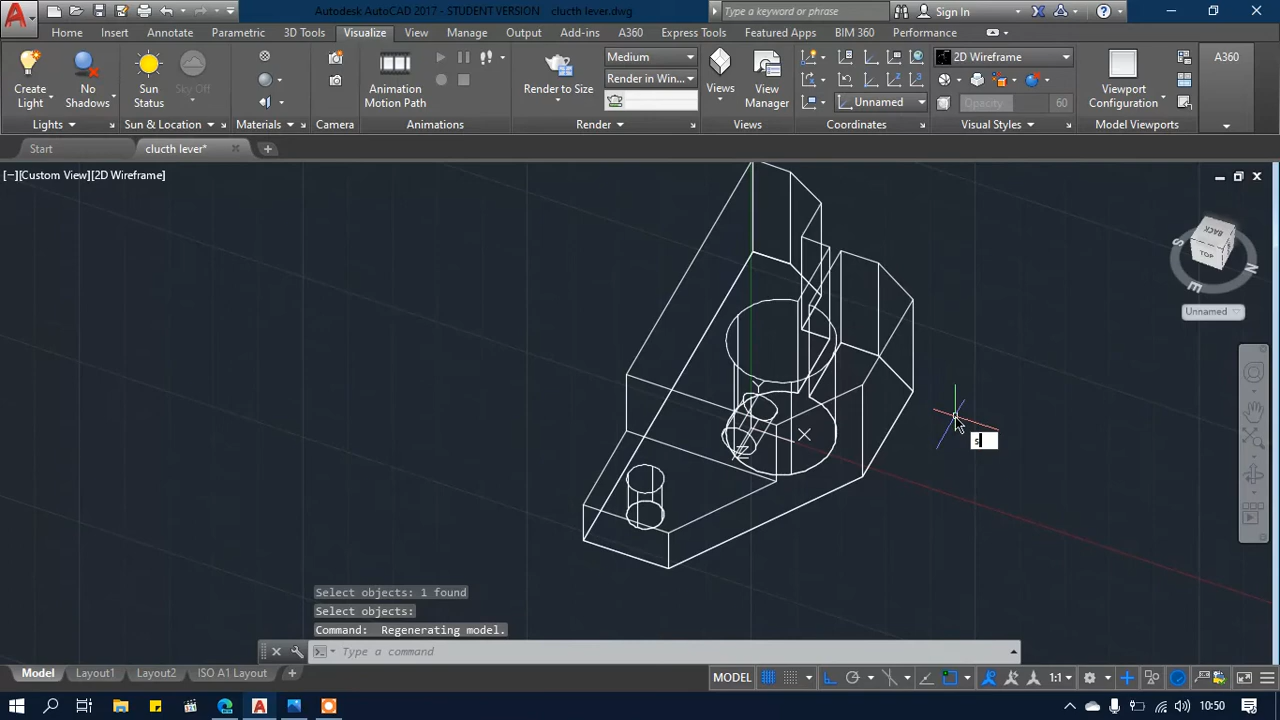 Autodesk AutoCAD 2017 - STUDENT VERSION clucth lever.dwg
Type a keyword or phrase
Sign In
Home Insert Annotate Parametric 3D Tools Visualize View Manage Output Add-ins A360 Express Tools Featured Apps BIM 360 Performance
Create Light
No Shadows
Sun Status
Sky Off
Animation Motion Path
Render to Size
Medium
Render in Win...
Views
View Manager
Unnamed
2D Wireframe
Opacity 60
Viewport Configuration
A360
Lights Sun & Location Materials Camera Animations Render Views Coordinates Visual Styles Model Viewports
Start clucth lever*
[−][Custom View][2D Wireframe]
BACK
TOP
S
N
E
Unnamed
Y
Z
s
Select objects: 1 found
Select objects:
Command: Regenerating model.
Type a command
Model Layout1 Layout2 ISO A1 Layout
MODEL
1:1
10:50